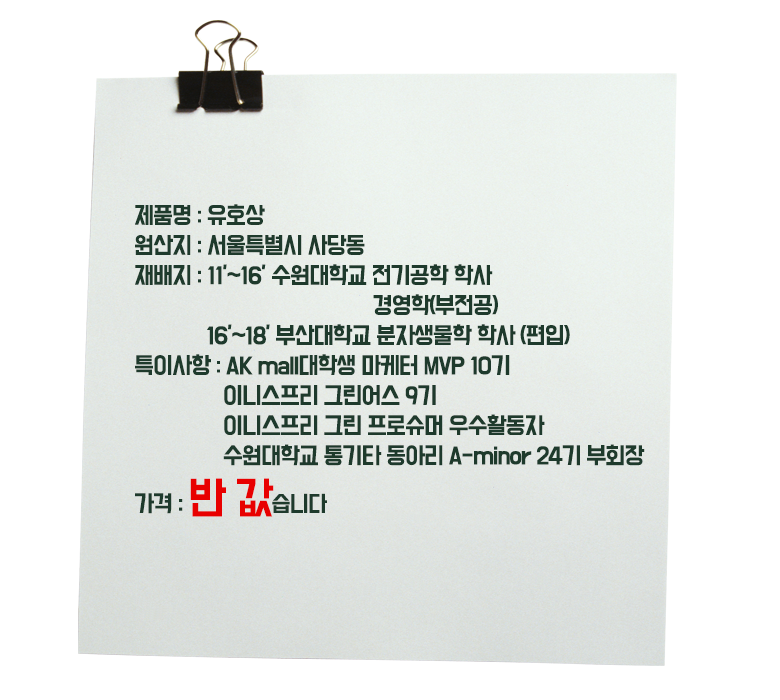 제품명 : 유호상
원산지 : 서울특별시 사당동
재배지 : 11'~16' 수원대학교 전기공학 학사
경영학(부전공)
16'~18' 부산대학교 분자생물학 학사 (편입)
특이사항 : AK mall대학생 마케터 MVP 10기
이니스프리 그린어스 9기
이니스프리 그린 프로슈머 우수활동자
수원대학교 통기타 동아리 A-minor 24기 부회장
가격 : 반 값습니다